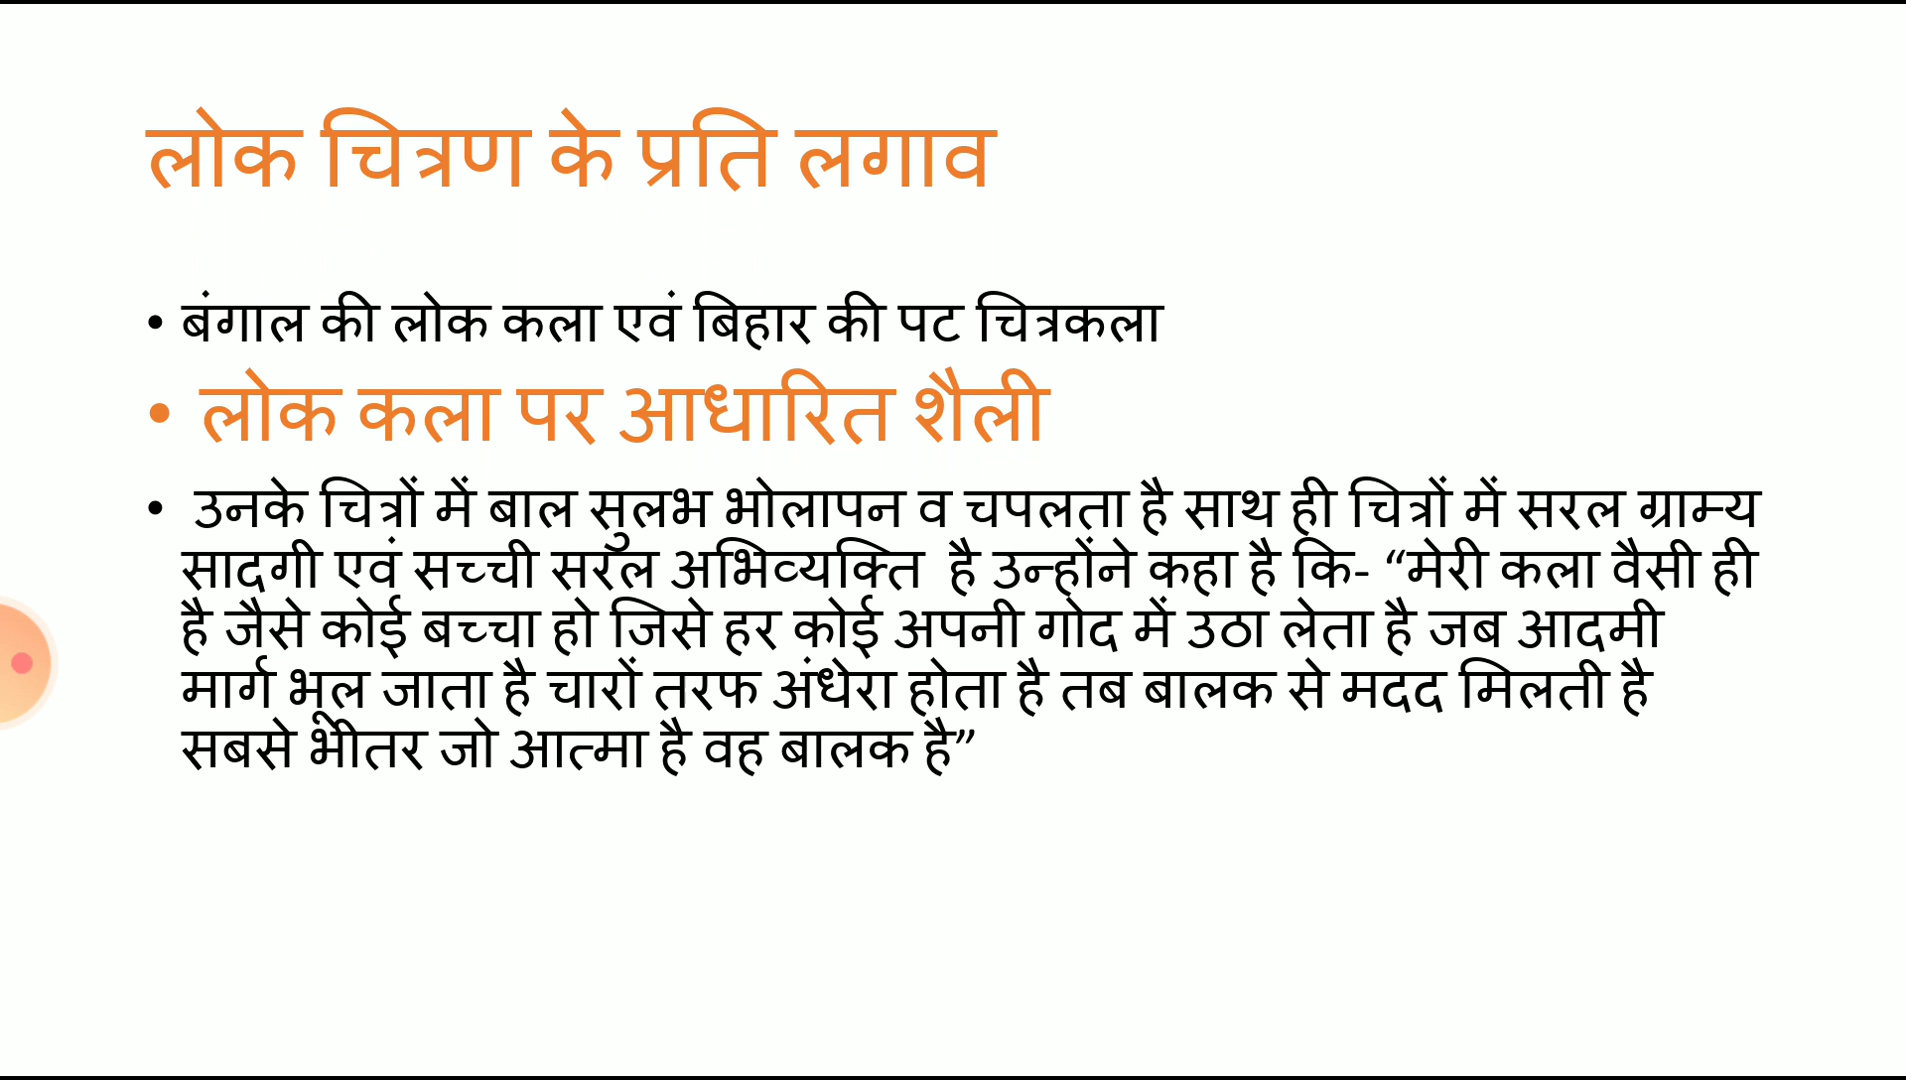 लोक चित्रण के प्रति लगाव
• बंगाल की लोक कला एवं बिहार की पट चित्रकला
• लोक कला पर आधारित शैली
• उनके चित्रों में बाल सुलभ भोलापन व चपलता है साथ ही चित्रों में सरल ग्राम्य
सादगी एवं सच्ची सरल अभिव्यक्ति है उन्होंने कहा है कि- “मेरी कला वैसी ही
है जैसे कोई बच्चा हो जिसे हर कोई अपनी गोद में उठा लेता है जब आदमी
मार्ग भूल जाता है चारों तरफ अंधेरा होता है तब बालक से मदद मिलती है
सबसे भीतर जो आत्मा है वह बालक है”